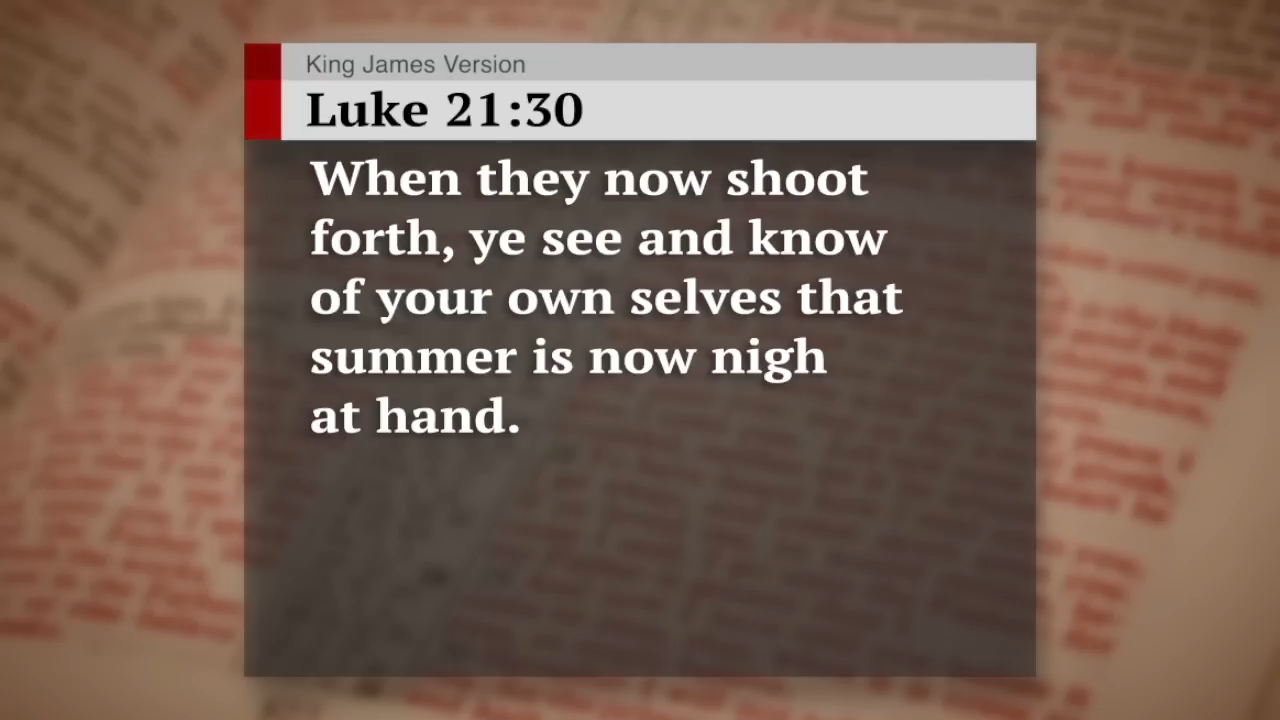 King James Version
Luke 21:30
When they now shoot
forth, ye see and know
of your own selves that
summer is now nigh
at hand.